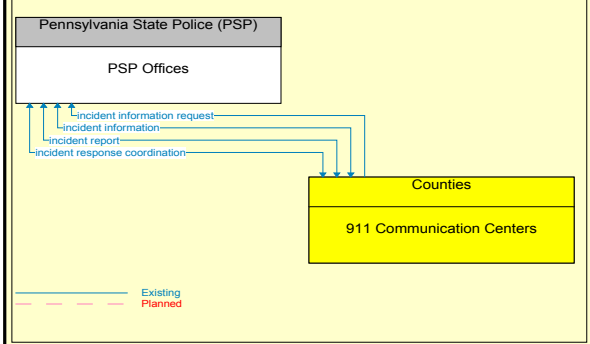 Pennsylvania State Police (PSP)
PSP Offices
incident information request
incident information
incident report
incident response coordination
Counties
911 Communication Centers
Existing
Planned